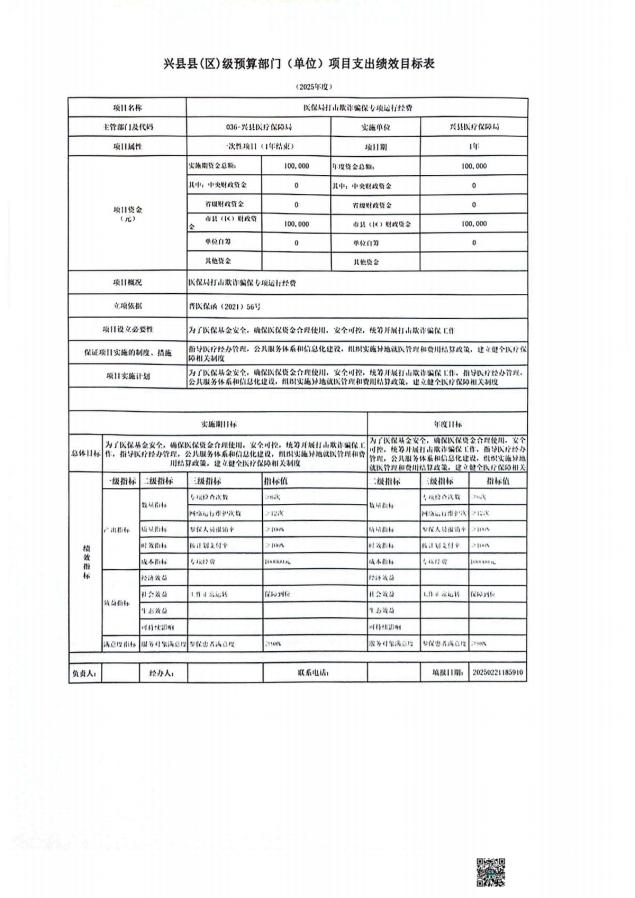 兴县县(区)级预算部门（单位）项目支出绩效目标表
（2025年度）
项目名称 医保局打击欺诈骗保专项运行经费
主管部门及代码 036-兴县医疗保障局 实施单位 兴县医疗保障局
项目属性 一次性项目（1年结束） 项目期 1年
项目资金（元） 实施期资金总额： 100,000 年度资金总额： 100,000
其中：中央财政资金 0 其中：中央财政资金 0
省级财政资金 0 省级财政资金 0
市县（区）财政资金 100,000 市县（区）财政资金 100,000
单位自筹 0 单位自筹 0
其他资金 其他资金
项目概况 医保局打击欺诈骗保专项运行经费
立项依据 晋医保函（2021）56号
项目设立必要性 为了医保基金安全，确保医保资金合理使用、安全可控，统筹开展打击欺诈骗保工作
保证项目实施的制度、措施 指导医疗经办管理，公共服务体系和信息化建设，组织实施异地就医管理和费用结算政策，建立健全医疗保障相关制度
项目实施计划 为了医保基金安全，确保医保资金合理使用、安全可控，统筹开展打击欺诈骗保工作、指导医疗经办管理，公共服务体系和信息化建设，组织实施异地就医管理和费用结算政策，建立健全医疗保障相关制度
实施期目标 年度目标
总体目标 为了医保基金安全，确保医保资金合理使用、安全可控，统筹开展打击欺诈骗保工作，指导医疗经办管理，公共服务体系和信息化建设，组织实施异地就医管理和费用结算政策，建立健全医疗保障相关制度 为了医保基金安全，确保医保资金合理使用、安全可控，统筹开展打击欺诈骗保工作，指导医疗经办管理，公共服务体系和信息化建设，组织实施异地就医管理和费用结算政策，建立健全医疗保障相关
绩效指标 一级指标 二级指标 三级指标 指标值 二级指标 三级指标 指标值
产出指标 数量指标 专项检查次数 ≥6次 数量指标 专项检查次数 ≥6次
网络运行维护次数 ≥12次 网络运行维护次数 ≥12次
质量指标 参保人员报销率 ≥100% 质量指标 参保人员报销率 ≥100%
时效指标 按计划支付率 ≥100% 时效指标 按计划支付率 ≥100%
成本指标 专项经费 100000元 成本指标 专项经费 100000元
效益指标 经济效益 经济效益
社会效益 工作正常运转 保障到位 社会效益 工作正常运转 保障到位
生态效益 生态效益
可持续影响 可持续影响
满意度指标 服务对象满意度 参保患者满意度 ≥90% 服务对象满意度 参保患者满意度 ≥90%
负责人： 经办人： 联系电话： 填报日期： 20250221185910